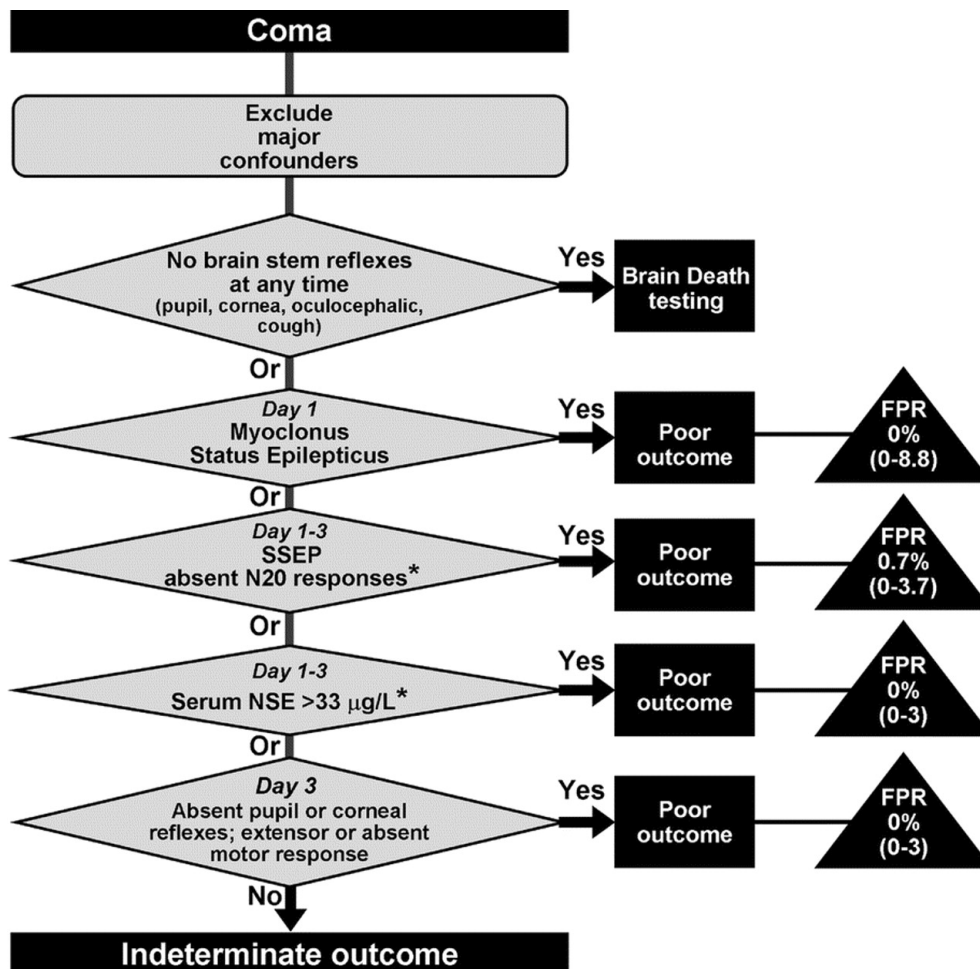 Coma
Exclude
major
confounders
No brain stem reflexes
at any time
(pupil, cornea, oculocephalic,
cough)
Yes
Brain Death
testing
Or
Day 1
Myoclonus
Status Epilepticus
Yes
Poor
outcome
FPR
0%
(0-8.8)
Or
Day 1-3
SSEP
absent N20 responses*
Yes
Poor
outcome
FPR
0.7%
(0-3.7)
Or
Day 1-3
Serum NSE >33 μg/L*
Yes
Poor
outcome
FPR
0%
(0-3)
Or
Day 3
Absent pupil or corneal
reflexes; extensor or absent
motor response
Yes
Poor
outcome
FPR
0%
(0-3)
No
Indeterminate outcome